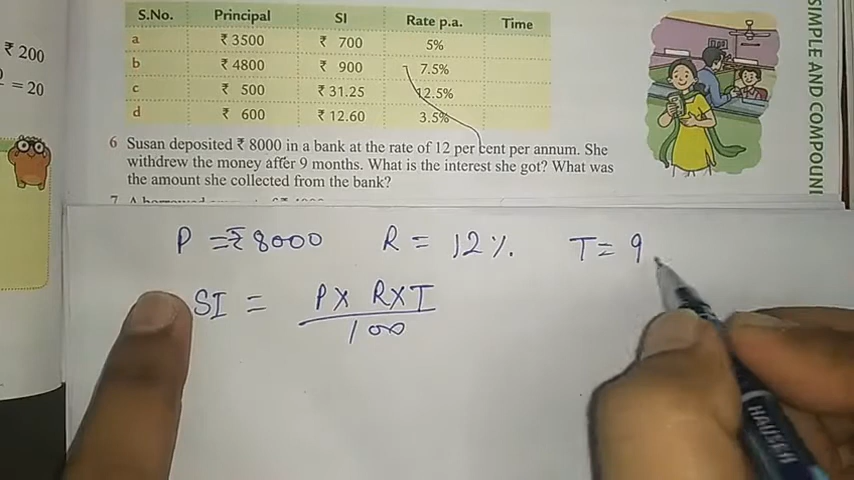 ₹ 200
= 20
S.No. Principal SI Rate p.a. Time
a ₹ 3500 ₹ 700 5%
b ₹ 4800 ₹ 900 7.5%
c ₹ 500 ₹ 31.25 12.5%
d ₹ 600 ₹ 12.60 3.5%
SIMPLE AND COMPOUN
6 Susan deposited ₹ 8000 in a bank at the rate of 12 per cent per annum. She
withdrew the money after 9 months. What is the interest she got? What was
the amount she collected from the bank?
P = ₹ 8000 R = 12 %. T = 9
SI = P X R X T
100